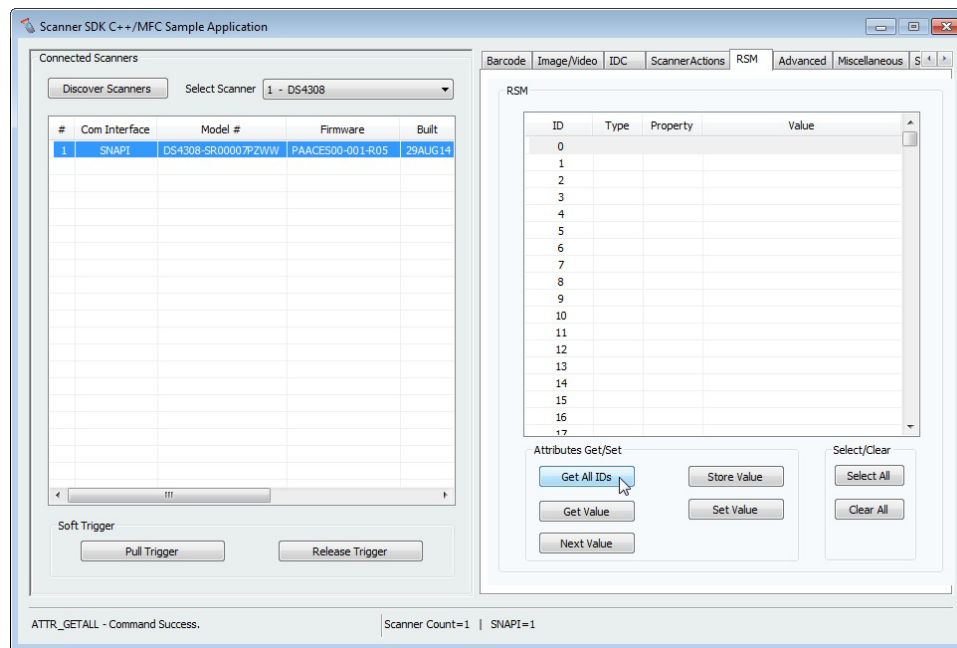 Scanner SDK C++/MFC Sample Application
Connected Scanners
Discover Scanners Select Scanner 1 - DS4308
# Com Interface Model # Firmware Built
1 SNAPI DS4308-SR00007PZWW PAACES00-001-R05 29AUG14
Soft Trigger
Pull Trigger Release Trigger
Barcode Image/Video IDC ScannerActions RSM Advanced Miscellaneous S
RSM
ID Type Property Value
0
1
2
3
4
5
6
7
8
9
10
11
12
13
14
15
16
17
Attributes Get/Set
Get All IDs Store Value
Get Value Set Value
Next Value
Select/Clear
Select All
Clear All
ATTR_GETALL - Command Success. Scanner Count=1 | SNAPI=1